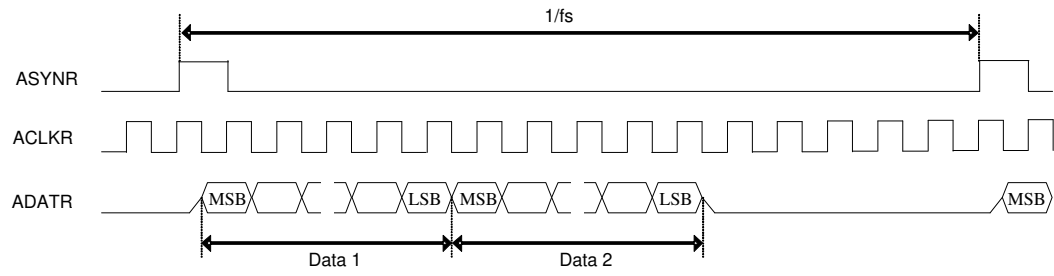 1/fs
ASYNR
ACLKR
ADATR
MSB LSB MSB LSB MSB
Data 1 Data 2